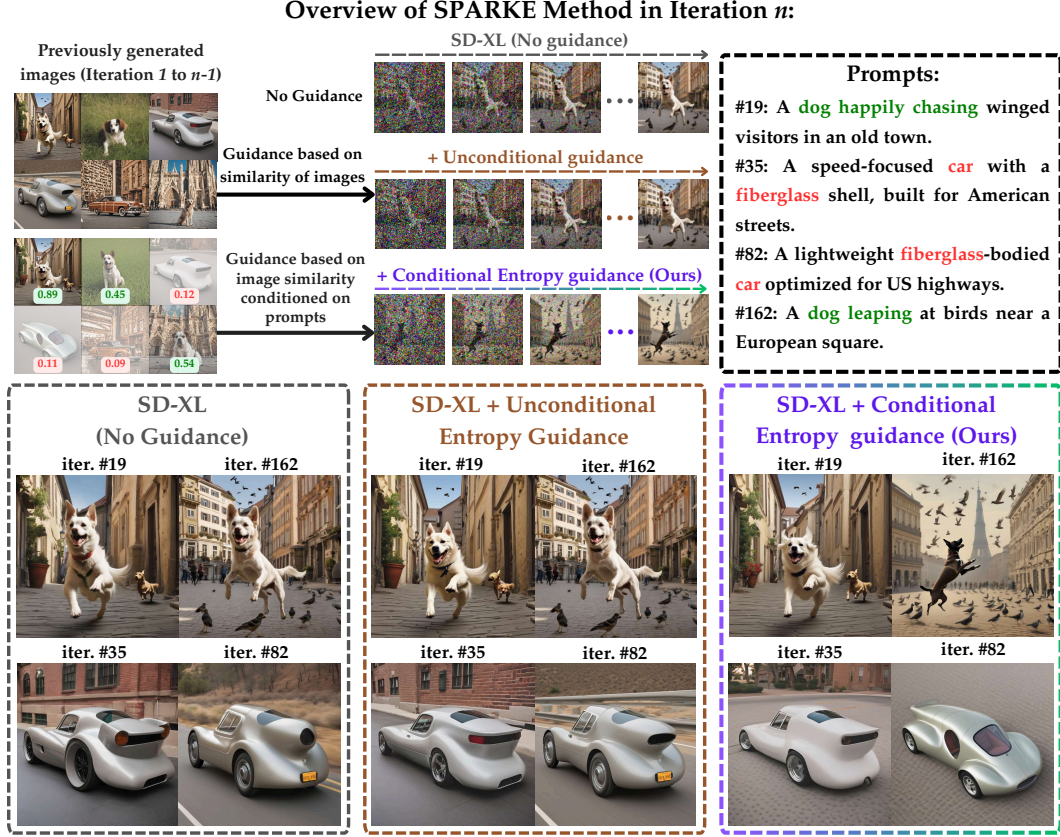 Overview of SPARKE Method in Iteration n:
Previously generated
images (Iteration 1 to n-1)
SD-XL (No guidance)
No Guidance
Guidance based on
similarity of images
+ Unconditional guidance
0.89
0.45
0.12
0.11
0.09
0.54
Guidance based on
image similarity
conditioned on
prompts
+ Conditional Entropy guidance (Ours)
Prompts:
#19: A dog happily chasing winged
visitors in an old town.
#35: A speed-focused car with a
fiberglass shell, built for American
streets.
#82: A lightweight fiberglass-bodied
car optimized for US highways.
#162: A dog leaping at birds near a
European square.
SD-XL
(No Guidance)
iter. #19
iter. #162
iter. #35
iter. #82
SD-XL + Unconditional
Entropy Guidance
iter. #19
iter. #162
iter. #35
iter. #82
SD-XL + Conditional
Entropy guidance (Ours)
iter. #19
iter. #162
iter. #35
iter. #82